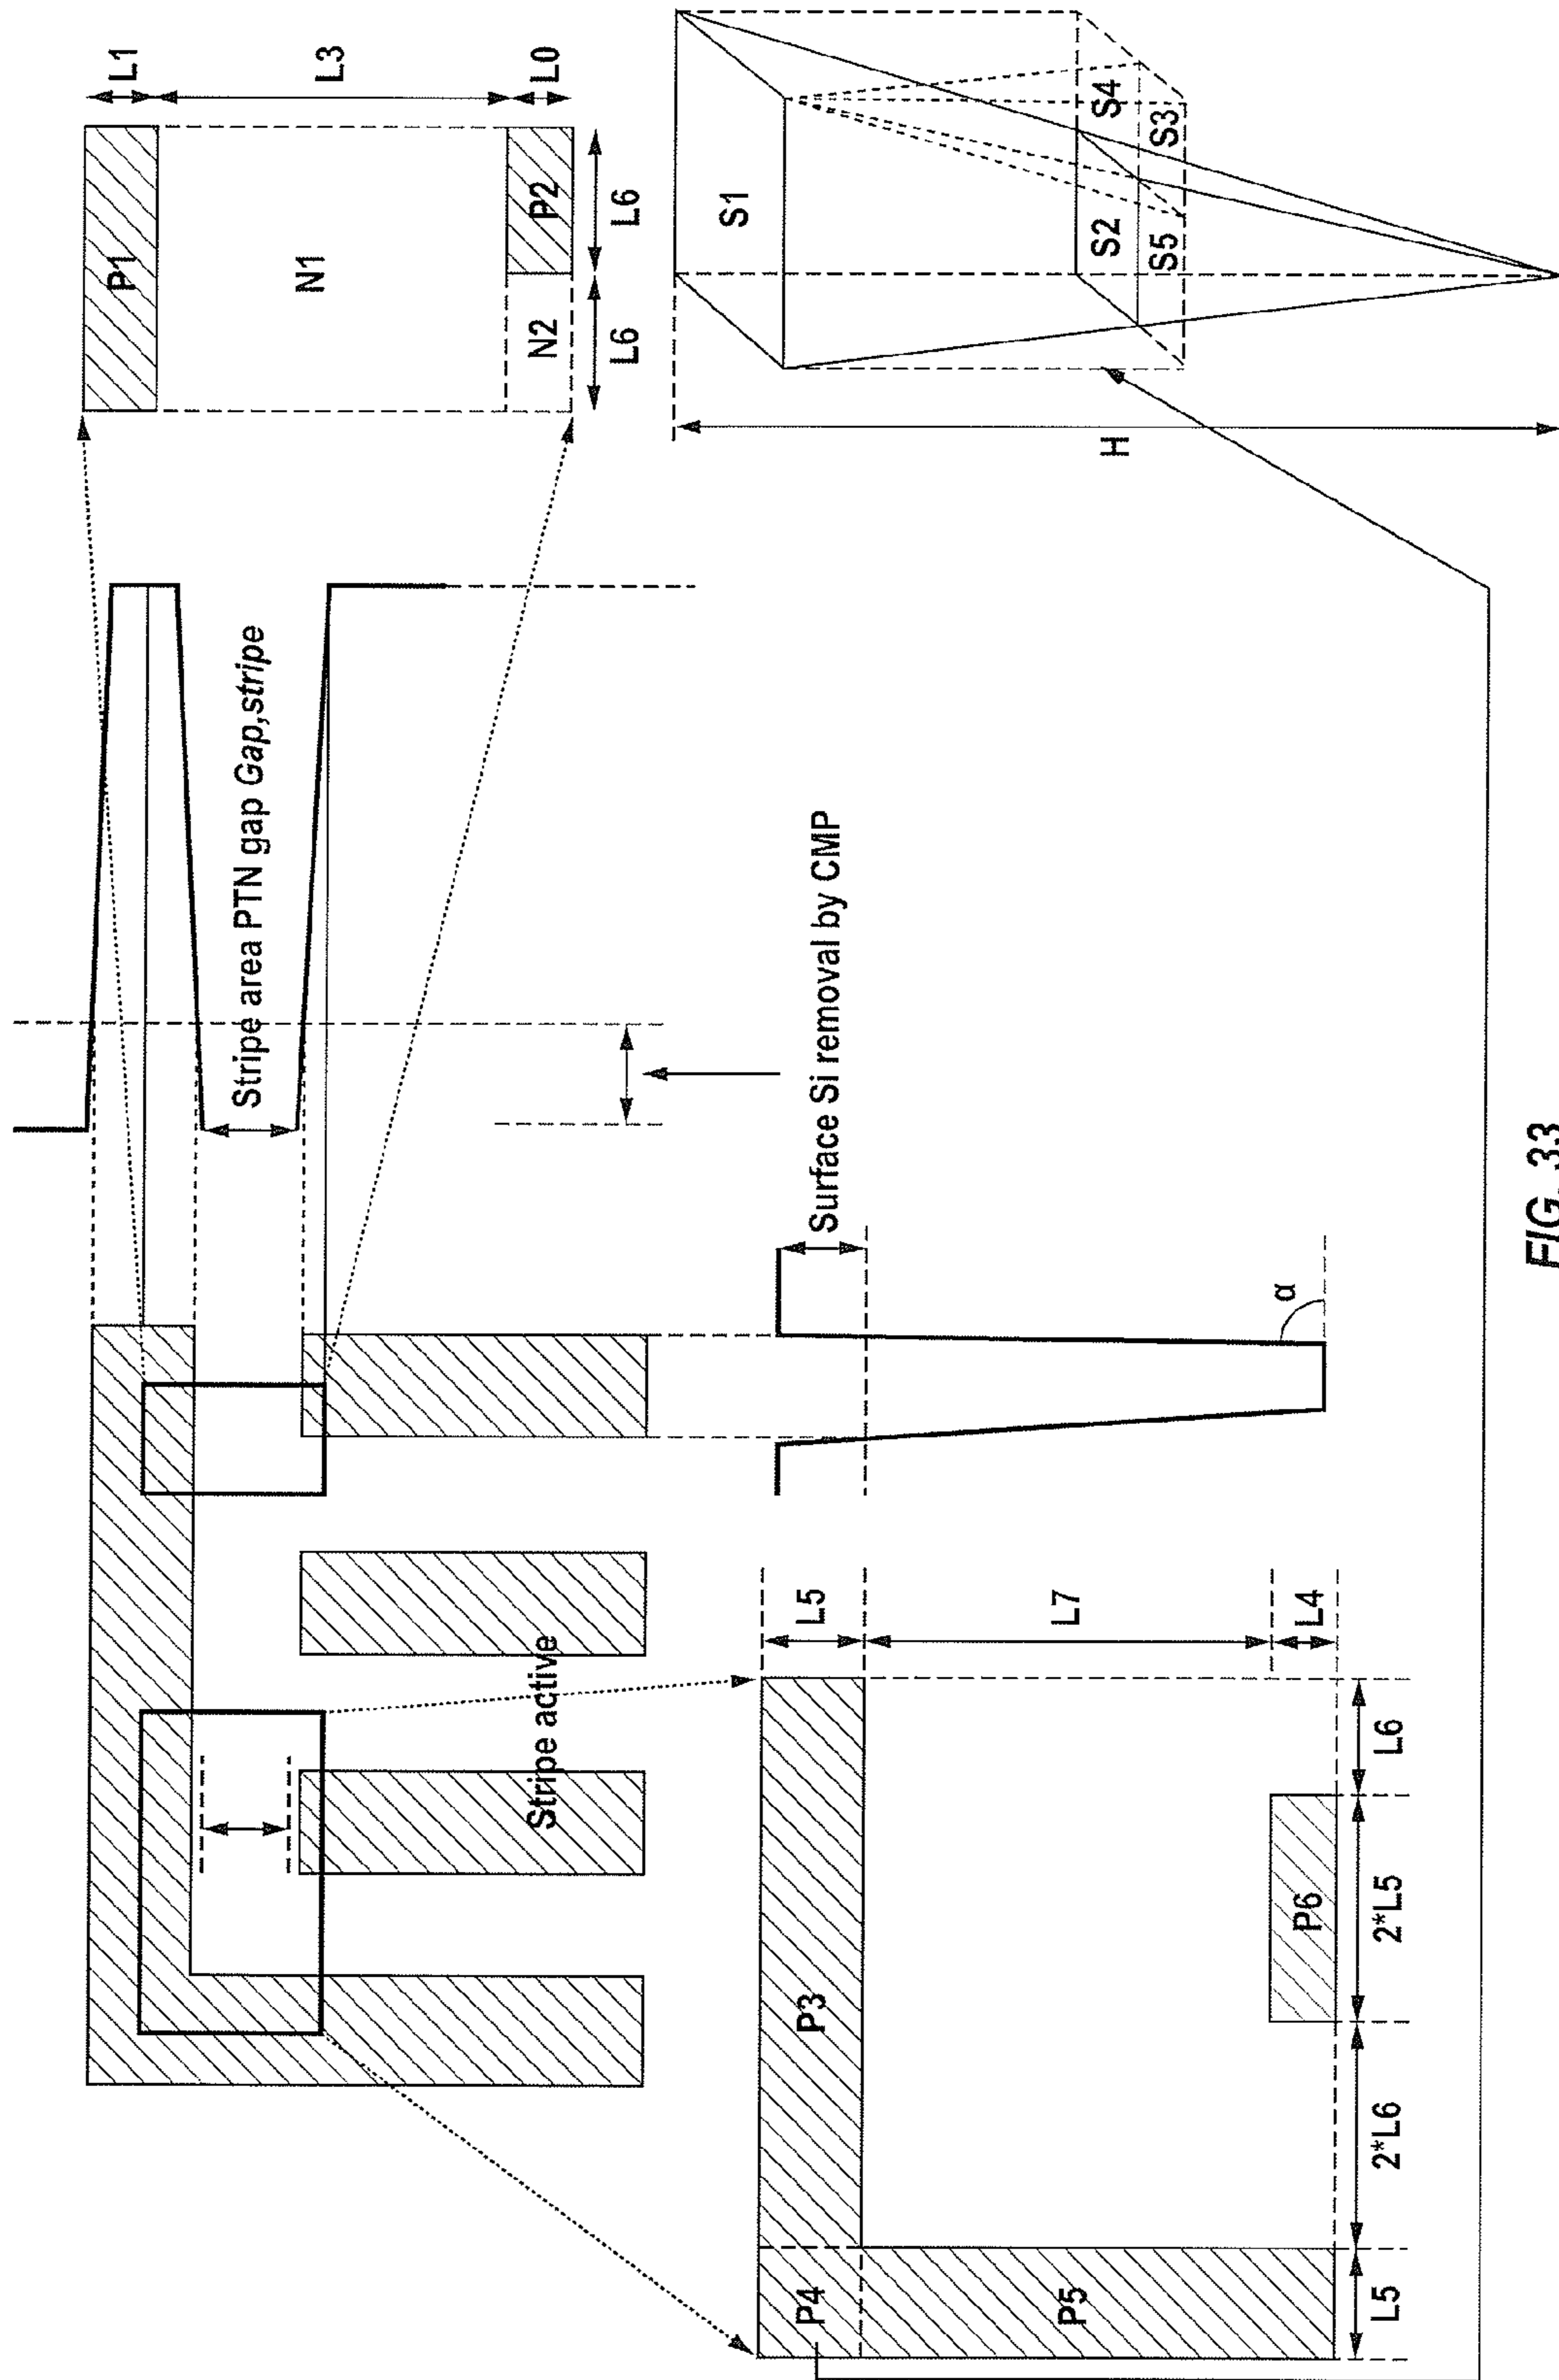 L1
L3
L0
P1
N1
N2
P2
L6
L6
S1
S2
S4
S5
S3
H
Stripe area PTN gap Gap,stripe
Surface Si removal by CMP
α
Stripe active
L5
L7
L4
P3
P4
P5
P6
L5
2*L6
2*L5
L6
FIG. 33